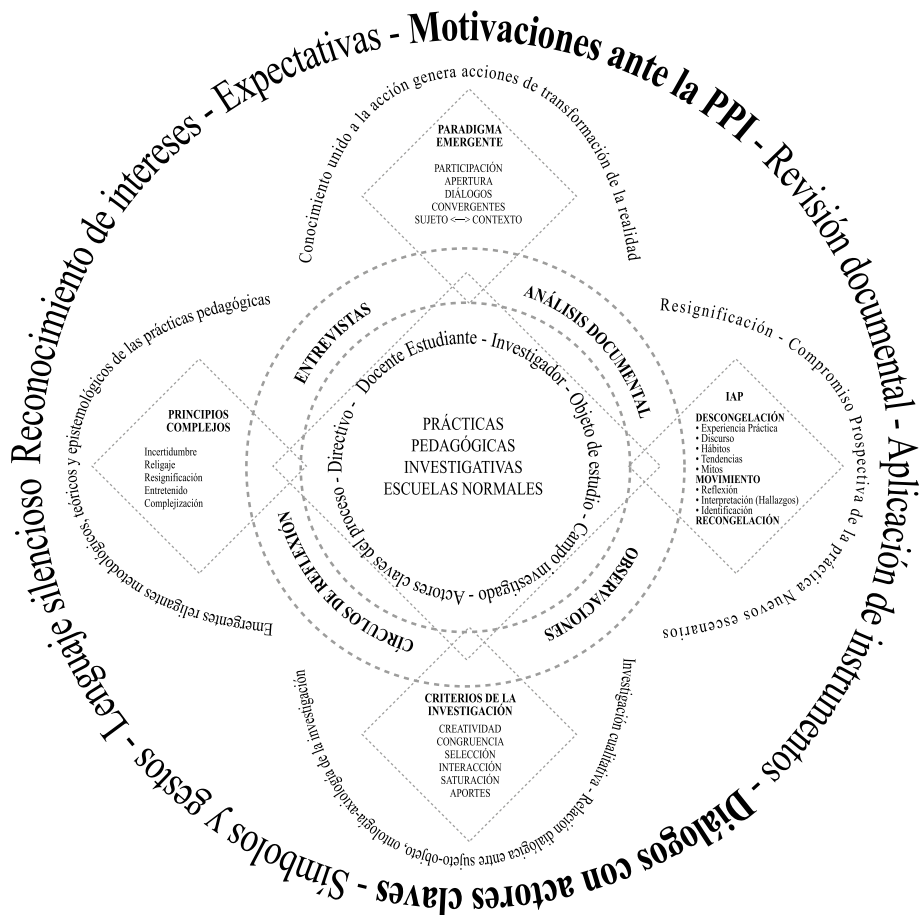 Lenguaje silencioso Reconocimiento de intereses - Expectativas - Motivaciones ante la PPI - Revisión documental - Aplicación de instrumentos - Diálogos con actores claves - Símbolos y gestos -
Conocimiento unido a la acción genera acciones de transformación de la realidad
PARADIGMA
EMERGENTE
PARTICIPACIÓN
APERTURA
DIÁLOGOS
CONVERGENTES
SUJETO <—> CONTEXTO
ENTREVISTAS
ANÁLISIS DOCUMENTAL
Emergentes religantes metodológicos, teóricos y epistemológicos de las prácticas pedagógicas
PRINCIPIOS
COMPLEJOS
Incertidumbre
Religaje
Resignificación
Entretenido
Complejización
Directivo - Docente Estudiante - Investigador - Objeto de estudio - Campo investigado - Actores claves del proceso -
PRÁCTICAS
PEDAGÓGICAS
INVESTIGATIVAS
ESCUELAS NORMALES
Resignificación - Compromiso Prospectiva de la práctica Nuevos escenarios
IAP
DESCONGELACIÓN
• Experiencia Práctica
• Discurso
• Hábitos
• Tendencias
• Mitos
MOVIMIENTO
• Reflexión
• Interpretación (Hallazgos)
• Identificación
RECONGELACIÓN
CÍRCULOS DE REFLEXIÓN
OBSERVACIONES
CRITERIOS DE LA
INVESTIGACIÓN
CREATIVIDAD
CONGRUENCIA
SELECCIÓN
INTERACCIÓN
SATURACIÓN
APORTES
Investigación cualitativa - Relación dialógica entre sujeto-objeto, ontología-axiología de la investigación